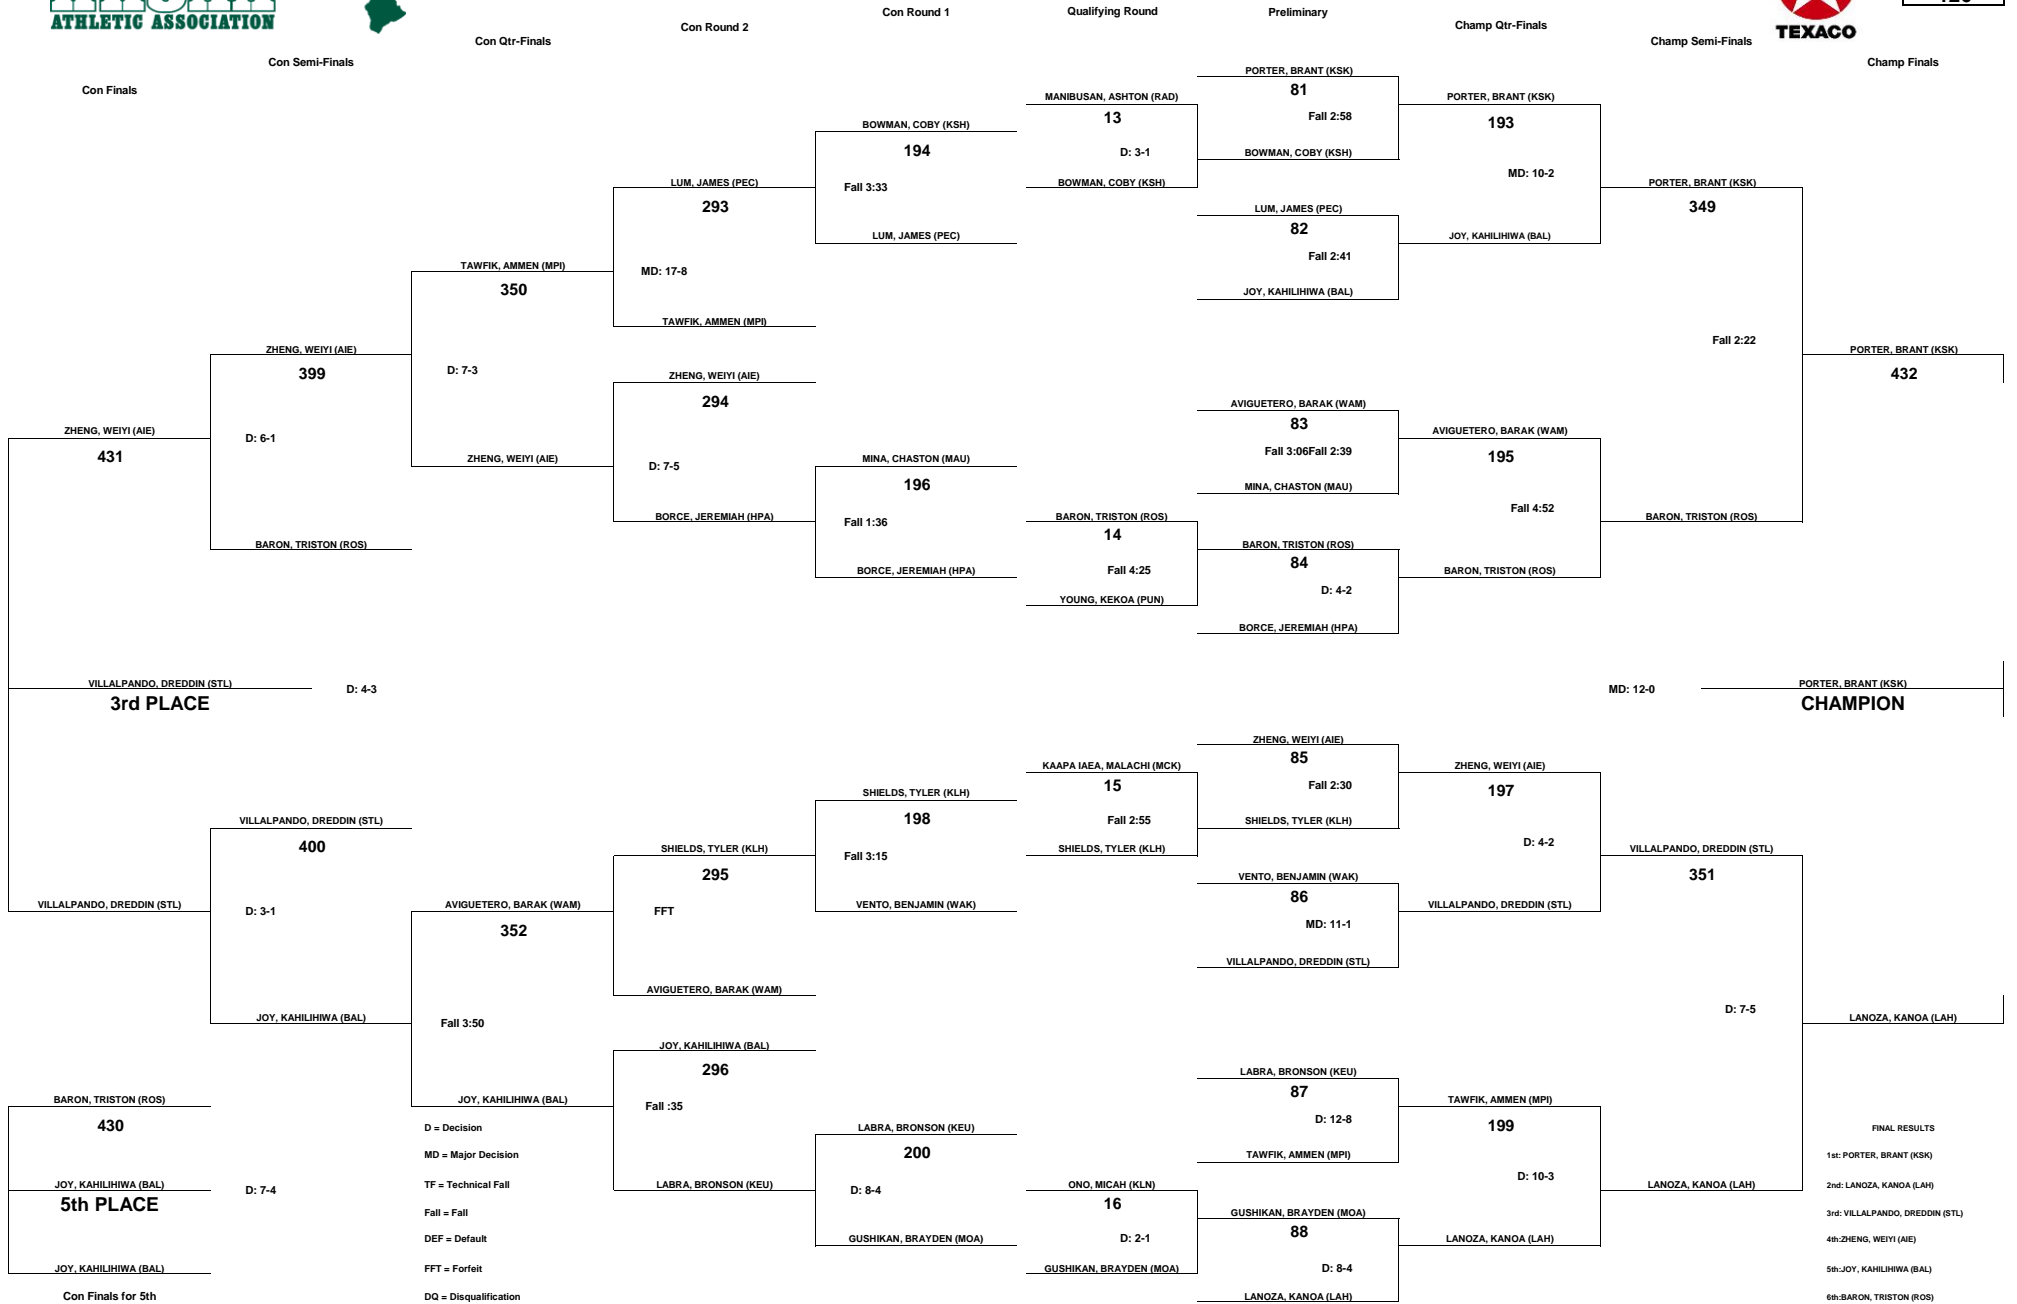 ATHLETIC ASSOCIATION
TEXACO
Con Finals
Con Semi-Finals
Con Qtr-Finals
Con Round 2
Con Round 1
Qualifying Round
Preliminary
Champ Qtr-Finals
Champ Semi-Finals
Champ Finals
ZHENG, WEIYI (AIE)
431
VILLALPANDO, DREDDIN (STL)
3rd PLACE
D: 4-3
VILLALPANDO, DREDDIN (STL)
BARON, TRISTON (ROS)
430
JOY, KAHILIHIWA (BAL)
5th PLACE
D: 7-4
JOY, KAHILIHIWA (BAL)
Con Finals for 5th
ZHENG, WEIYI (AIE)
399
D: 6-1
BARON, TRISTON (ROS)
VILLALPANDO, DREDDIN (STL)
400
D: 3-1
JOY, KAHILIHIWA (BAL)
TAWFIK, AMMEN (MPI)
350
D: 7-3
ZHENG, WEIYI (AIE)
AVIGUETERO, BARAK (WAM)
352
Fall 3:50
JOY, KAHILIHIWA (BAL)
D = Decision
MD = Major Decision
TF = Technical Fall
Fall = Fall
DEF = Default
FFT = Forfeit
DQ = Disqualification
LUM, JAMES (PEC)
293
MD: 17-8
TAWFIK, AMMEN (MPI)
ZHENG, WEIYI (AIE)
294
D: 7-5
BORCE, JEREMIAH (HPA)
SHIELDS, TYLER (KLH)
295
FFT
AVIGUETERO, BARAK (WAM)
JOY, KAHILIHIWA (BAL)
296
Fall :35
LABRA, BRONSON (KEU)
BOWMAN, COBY (KSH)
194
Fall 3:33
LUM, JAMES (PEC)
MINA, CHASTON (MAU)
196
Fall 1:36
BORCE, JEREMIAH (HPA)
SHIELDS, TYLER (KLH)
198
Fall 3:15
VENTO, BENJAMIN (WAK)
LABRA, BRONSON (KEU)
200
D: 8-4
GUSHIKAN, BRAYDEN (MOA)
MANIBUSAN, ASHTON (RAD)
13
D: 3-1
BOWMAN, COBY (KSH)
BARON, TRISTON (ROS)
14
Fall 4:25
YOUNG, KEKOA (PUN)
KAAPA IAEA, MALACHI (MCK)
15
Fall 2:55
SHIELDS, TYLER (KLH)
ONO, MICAH (KLN)
16
D: 2-1
GUSHIKAN, BRAYDEN (MOA)
PORTER, BRANT (KSK)
81
Fall 2:58
BOWMAN, COBY (KSH)
LUM, JAMES (PEC)
82
Fall 2:41
JOY, KAHILIHIWA (BAL)
AVIGUETERO, BARAK (WAM)
83
Fall 3:06Fall 2:39
MINA, CHASTON (MAU)
BARON, TRISTON (ROS)
84
D: 4-2
BORCE, JEREMIAH (HPA)
ZHENG, WEIYI (AIE)
85
Fall 2:30
SHIELDS, TYLER (KLH)
VENTO, BENJAMIN (WAK)
86
MD: 11-1
VILLALPANDO, DREDDIN (STL)
LABRA, BRONSON (KEU)
87
D: 12-8
TAWFIK, AMMEN (MPI)
GUSHIKAN, BRAYDEN (MOA)
88
D: 8-4
LANOZA, KANOA (LAH)
PORTER, BRANT (KSK)
193
MD: 10-2
JOY, KAHILIHIWA (BAL)
AVIGUETERO, BARAK (WAM)
195
Fall 4:52
BARON, TRISTON (ROS)
ZHENG, WEIYI (AIE)
197
D: 4-2
VILLALPANDO, DREDDIN (STL)
TAWFIK, AMMEN (MPI)
199
D: 10-3
LANOZA, KANOA (LAH)
PORTER, BRANT (KSK)
349
Fall 2:22
BARON, TRISTON (ROS)
VILLALPANDO, DREDDIN (STL)
351
D: 7-5
LANOZA, KANOA (LAH)
PORTER, BRANT (KSK)
432
MD: 12-0
PORTER, BRANT (KSK)
CHAMPION
LANOZA, KANOA (LAH)
FINAL RESULTS
1st: PORTER, BRANT (KSK)
2nd: LANOZA, KANOA (LAH)
3rd: VILLALPANDO, DREDDIN (STL)
4th:ZHENG, WEIYI (AIE)
5th:JOY, KAHILIHIWA (BAL)
6th:BARON, TRISTON (ROS)